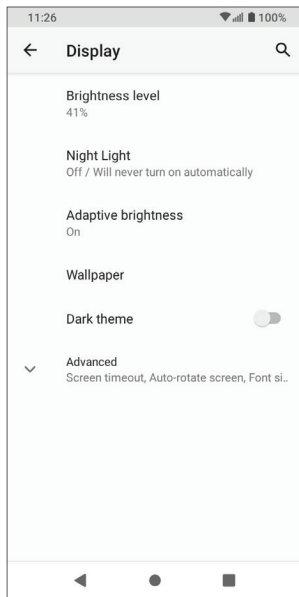 11:26 100%
Display
Brightness level
41%
Night Light
Off / Will never turn on automatically
Adaptive brightness
On
Wallpaper
Dark theme
Advanced
Screen timeout, Auto-rotate screen, Font si..